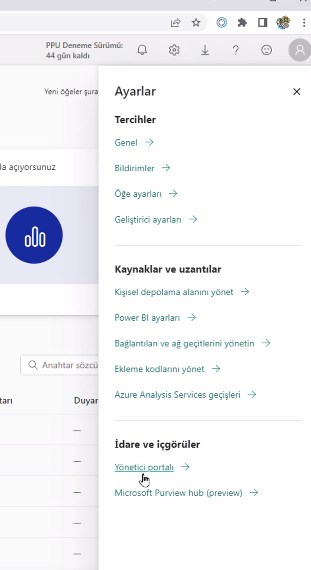 PPU Deneme Sürümü:
44 gün kaldı
Yeni öğeler şura
la açıyorsunuz
Anahtar sözcü
tarı
Duyar
—
—
—
—
—
Ayarlar
Tercihler
Genel
Bildirimler
Öğe ayarları
Geliştirici ayarları
Kaynaklar ve uzantılar
Kişisel depolama alanını yönet
Power BI ayarları
Bağlantıları ve ağ geçitlerini yönetin
Ekleme kodlarını yönet
Azure Analysis Services geçişleri
İdare ve içgörüler
Yönetici portalı
Microsoft Purview hub (preview)